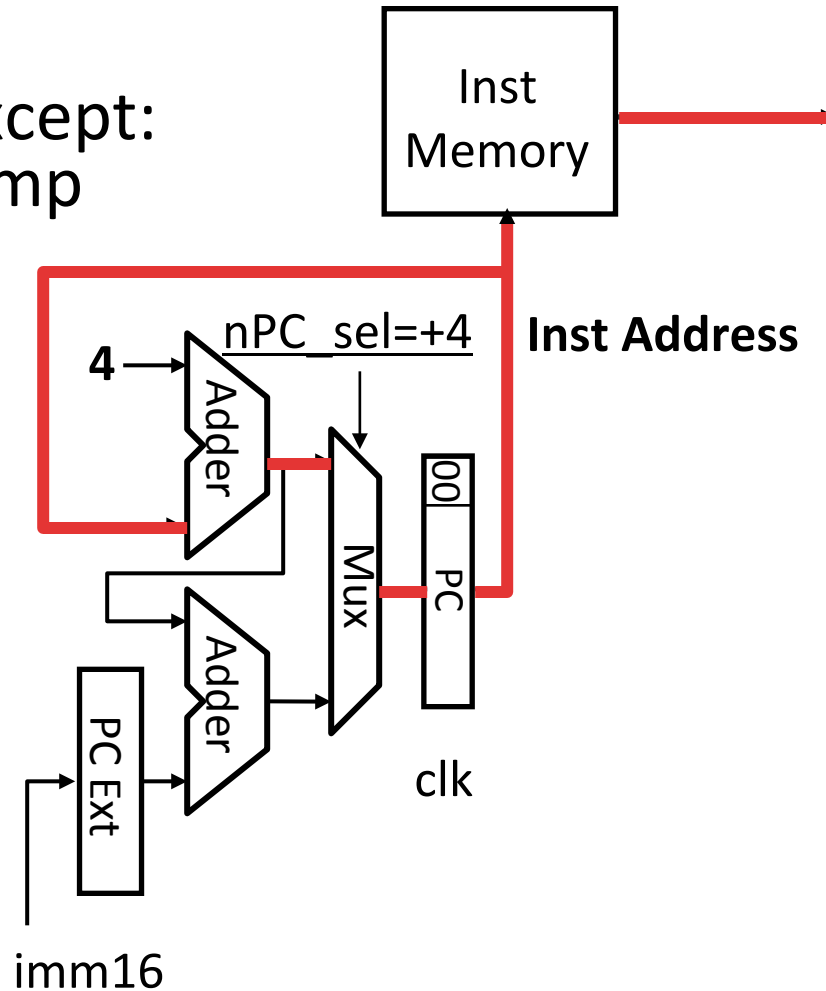 Inst
Memory
xcept:
mp
nPC_sel=+4
Inst Address
4
Adder
00
PC
Mux
Adder
PC Ext
clk
imm16